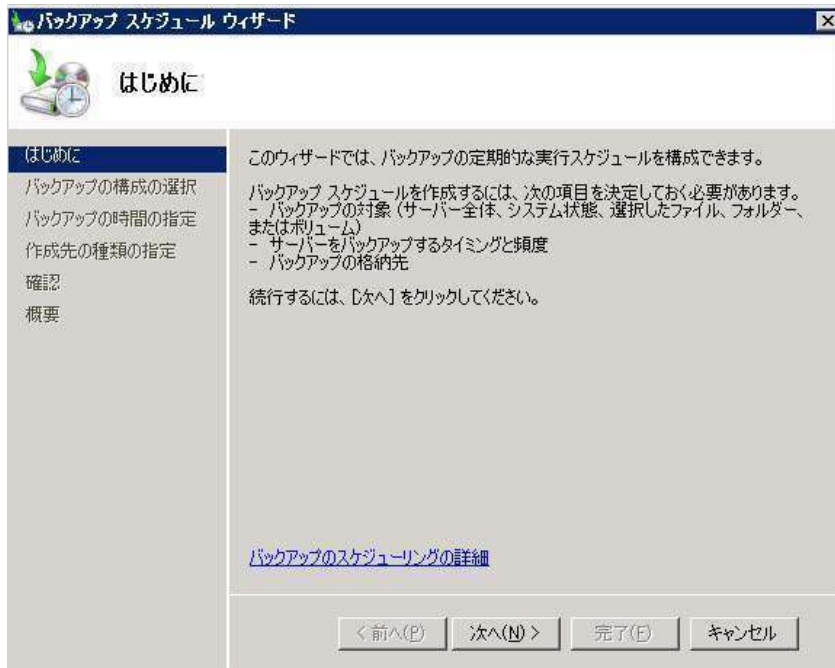 バックアップ スケジュール ウィザード
はじめに
はじめに
バックアップの構成の選択
バックアップの時間の指定
作成先の種類の指定
確認
概要
このウィザードでは、バックアップの定期的な実行スケジュールを構成できます。
バックアップ スケジュールを作成するには、次の項目を決定しておく必要があります。
- バックアップの対象 (サーバー全体、システム状態、選択したファイル、フォルダー、
またはボリューム)
- サーバーをバックアップするタイミングと頻度
- バックアップの格納先
続行するには、[次へ] をクリックしてください。
バックアップのスケジューリングの詳細
< 前へ(P)
次へ(N) >
完了(F)
キャンセル